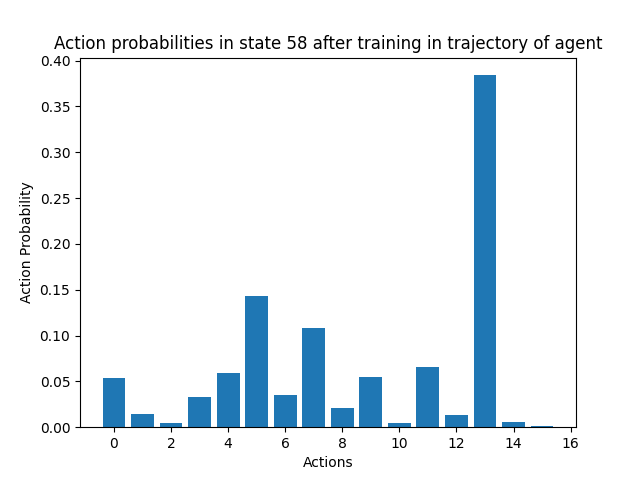 Action probabilities in state 58 after training in trajectory of agent
0.40
0.35
0.30
0.25
0.20
0.15
0.10
0.05
0.00
Action Probability
0 2 4 6 8 10 12 14 16
Actions